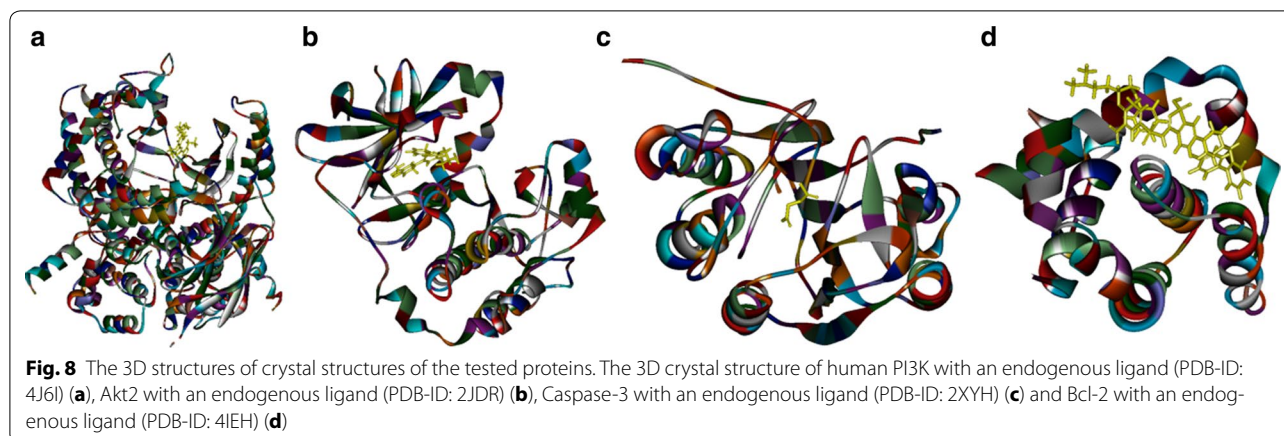 a
b
c
d
Fig. 8 The 3D structures of crystal structures of the tested proteins. The 3D crystal structure of human PI3K with an endogenous ligand (PDB-ID:
4J6I) (a), Akt2 with an endogenous ligand (PDB-ID: 2JDR) (b), Caspase-3 with an endogenous ligand (PDB-ID: 2XYH) (c) and Bcl-2 with an endog-
enous ligand (PDB-ID: 4IEH) (d)